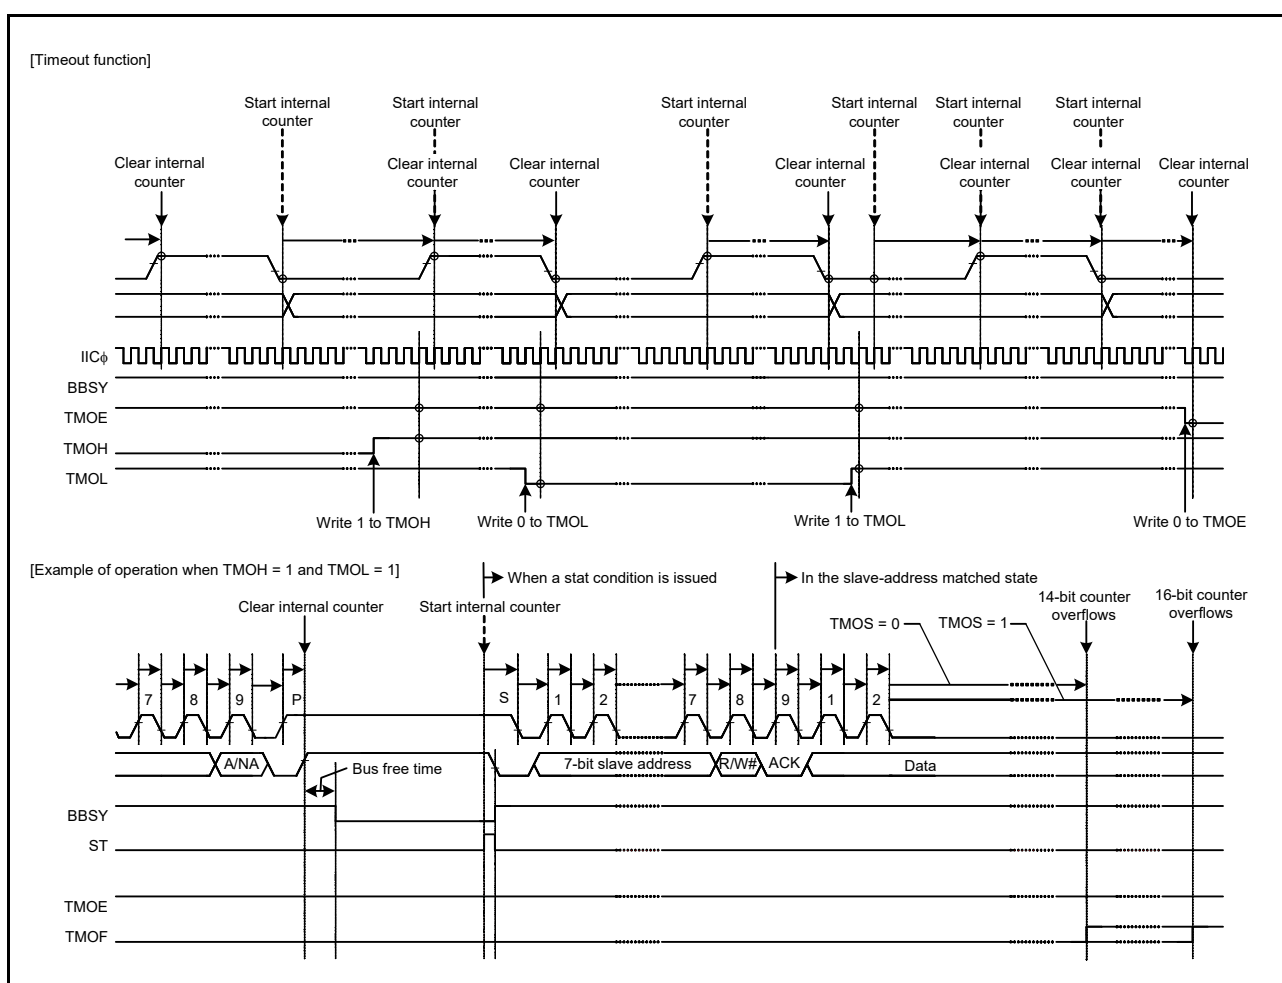 [Timeout function]
Start internal counter
Start internal counter
Start internal counter
Start internal counter
Start internal counter
Start internal counter
Clear internal counter
Clear internal counter
Clear internal counter
Clear internal counter
Clear internal counter
Clear internal counter
Clear internal counter
IICϕ
BBSY
TMOE
TMOH
TMOL
Write 1 to TMOH
Write 0 to TMOL
Write 1 to TMOL
Write 0 to TMOE
[Example of operation when TMOH = 1 and TMOL = 1]
When a stat condition is issued
In the slave-address matched state
Clear internal counter
Start internal counter
14-bit counter overflows
16-bit counter overflows
TMOS = 0
TMOS = 1
7 8 9 P S 1 2 7 8 9 1 2
A/NA
7-bit slave address
R/W#
ACK
Data
Bus free time
BBSY
ST
TMOE
TMOF